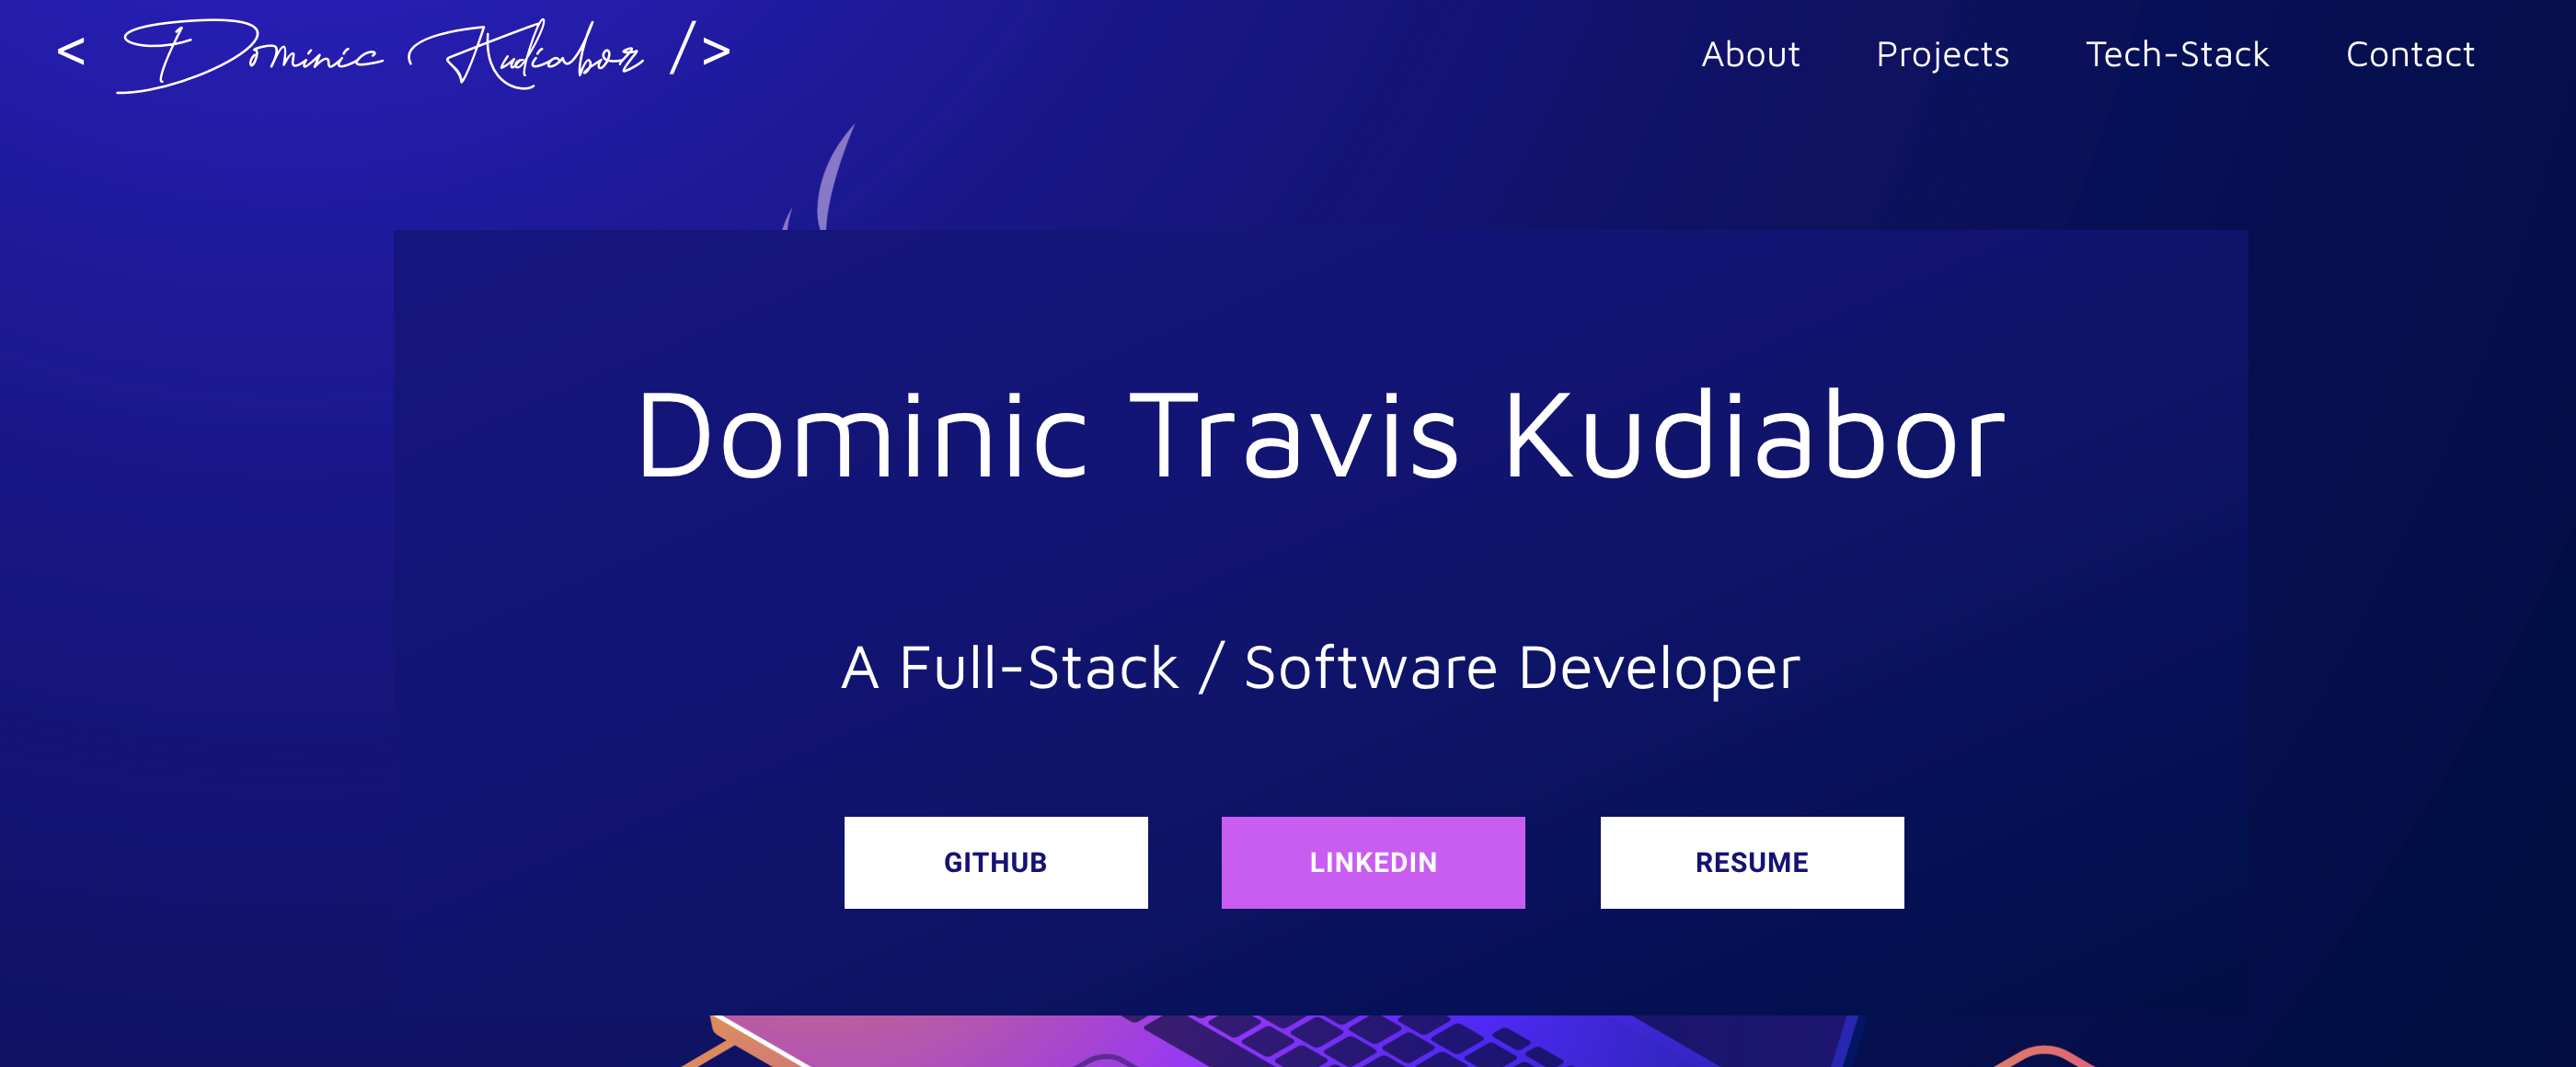 < Dominic Kudiabor />
About Projects Tech-Stack Contact
Dominic Travis Kudiabor
A Full-Stack / Software Developer
GITHUB LINKEDIN RESUME